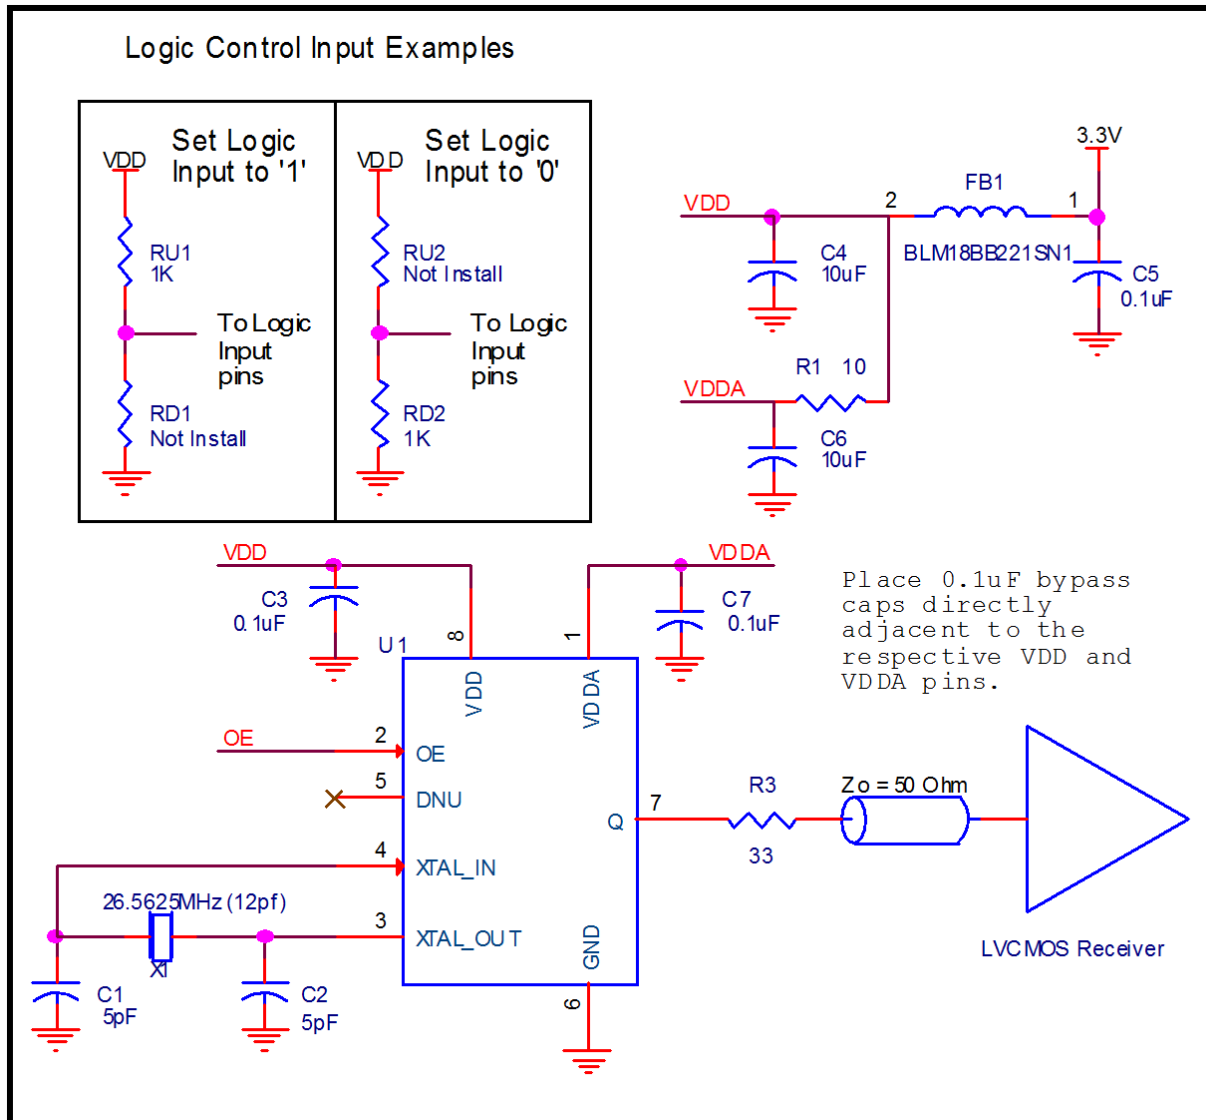 Logic Control Input Examples
Set Logic
Input to '1'
VDD
RU1
1K
To Logic
Input
pins
RD1
Not Install
Set Logic
Input to '0'
VDD
RU2
Not Install
To Logic
Input
pins
RD2
1K
3.3V
VDD
2
FB1
1
BLM18BB221SN1
C4
10uF
C5
0.1uF
R1 10
VDDA
C6
10uF
VDD
C3
0.1uF
VDDA
C7
0.1uF
Place 0.1uF bypass
caps directly
adjacent to the
respective VDD and
VDDA pins.
U1
8
VDD
1
VDDA
OE
2
OE
5
DNU
4
XTAL_IN
26.5625MHz (12pf)
X1
3
XTAL_OUT
C1
5pF
C2
5pF
Q
7
GND
6
R3
33
Zo = 50 Ohm
LVCMOS Receiver